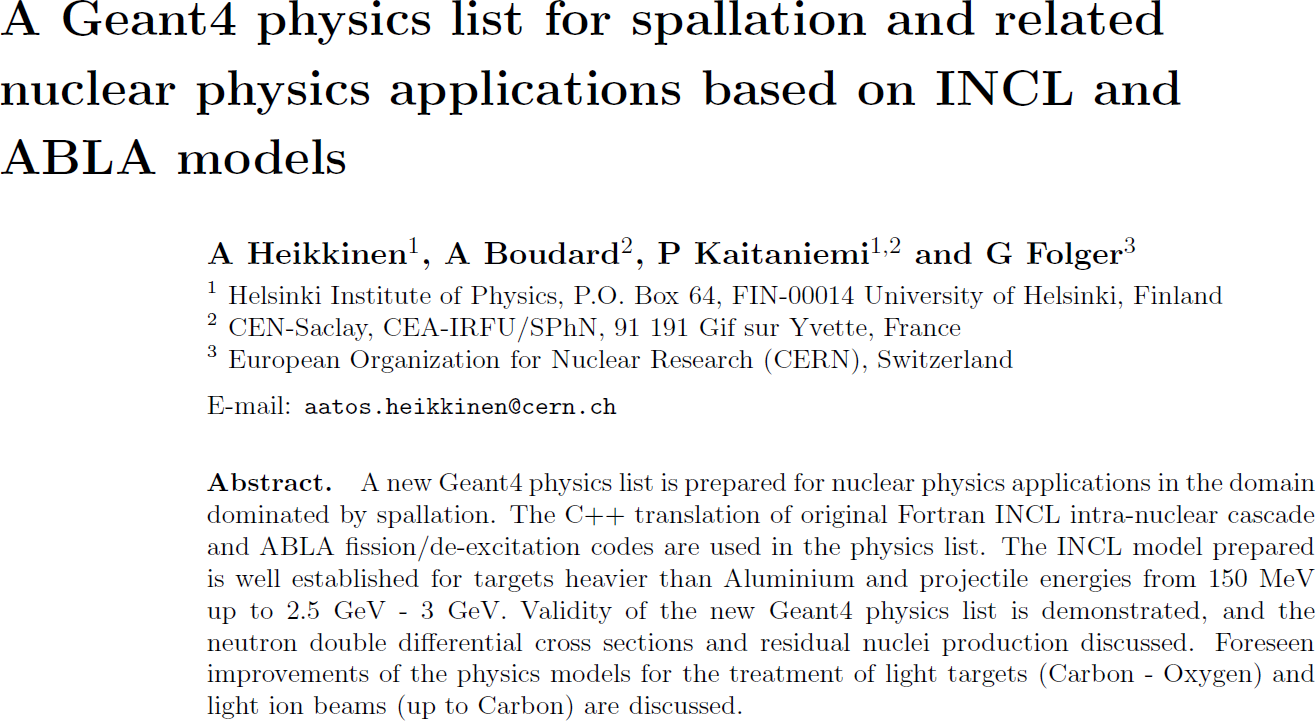 A Geant4 physics list for spallation and related
nuclear physics applications based on INCL and
ABLA models
A Heikkinen1, A Boudard2, P Kaitaniemi1,2 and G Folger3
1 Helsinki Institute of Physics, P.O. Box 64, FIN-00014 University of Helsinki, Finland
2 CEN-Saclay, CEA-IRFU/SPhN, 91 191 Gif sur Yvette, France
3 European Organization for Nuclear Research (CERN), Switzerland
E-mail: aatos.heikkinen@cern.ch
Abstract. A new Geant4 physics list is prepared for nuclear physics applications in the domain
dominated by spallation. The C++ translation of original Fortran INCL intra-nuclear cascade
and ABLA fission/de-excitation codes are used in the physics list. The INCL model prepared
is well established for targets heavier than Aluminium and projectile energies from 150 MeV
up to 2.5 GeV - 3 GeV. Validity of the new Geant4 physics list is demonstrated, and the
neutron double differential cross sections and residual nuclei production discussed. Foreseen
improvements of the physics models for the treatment of light targets (Carbon - Oxygen) and
light ion beams (up to Carbon) are discussed.